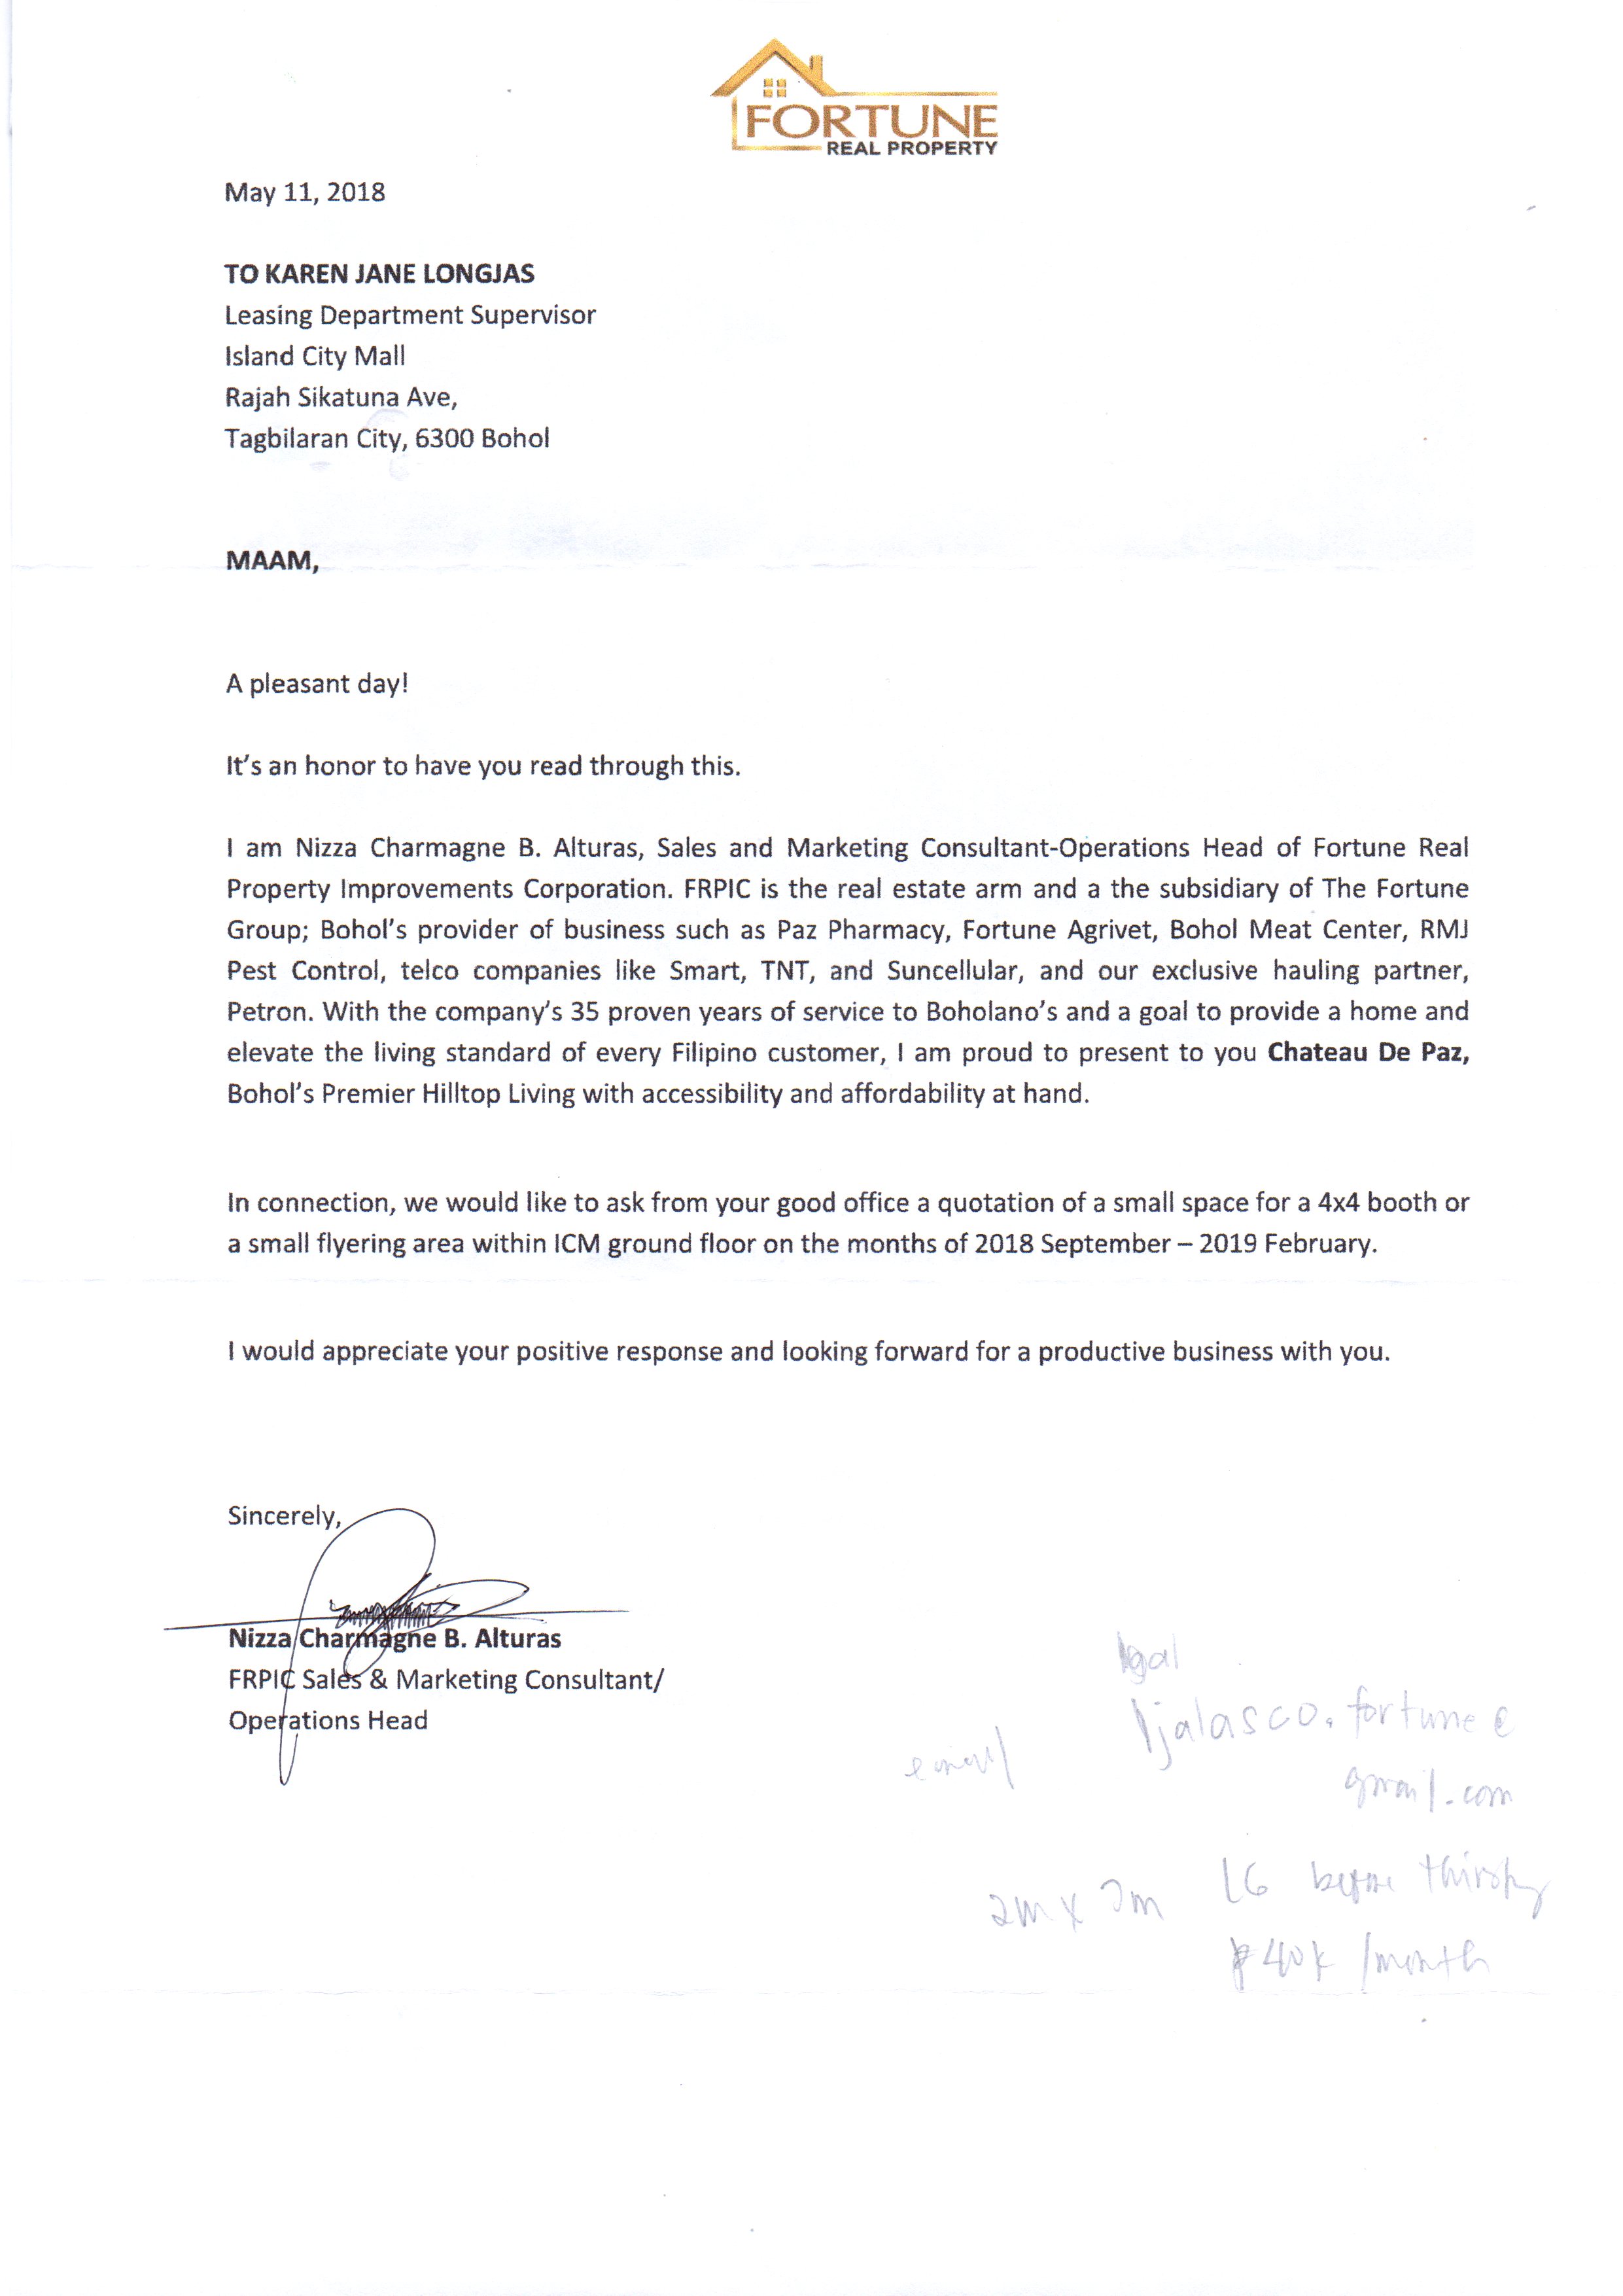 FORTUNE
REAL PROPERTY
May 11, 2018
TO KAREN JANE LONGJAS
Leasing Department Supervisor
Island City Mall
Rajah Sikatuna Ave,
Tagbilaran City, 6300 Bohol
MAAM,
A pleasant day!
It's an honor to have you read through this.
I am Nizza Charmagne B. Alturas, Sales and Marketing Consultant-Operations Head of Fortune Real
Property Improvements Corporation. FRPIC is the real estate arm and a the subsidiary of The Fortune
Group; Bohol's provider of business such as Paz Pharmacy, Fortune Agrivet, Bohol Meat Center, RMJ
Pest Control, telco companies like Smart, TNT, and Suncellular, and our exclusive hauling partner,
Petron. With the company's 35 proven years of service to Boholano's and a goal to provide a home and
elevate the living standard of every Filipino customer, I am proud to present to you Chateau De Paz,
Bohol's Premier Hilltop Living with accessibility and affordability at hand.
In connection, we would like to ask from your good office a quotation of a small space for a 4x4 booth or
a small flyering area within ICM ground floor on the months of 2018 September – 2019 February.
I would appreciate your positive response and looking forward for a productive business with you.
Sincerely,
Nizza Charmagne B. Alturas
FRPIC Sales & Marketing Consultant/
Operations Head
email
ljalasco.fortune@
gmail.com
2m x 2m
LG before thirsty
₱40k /month